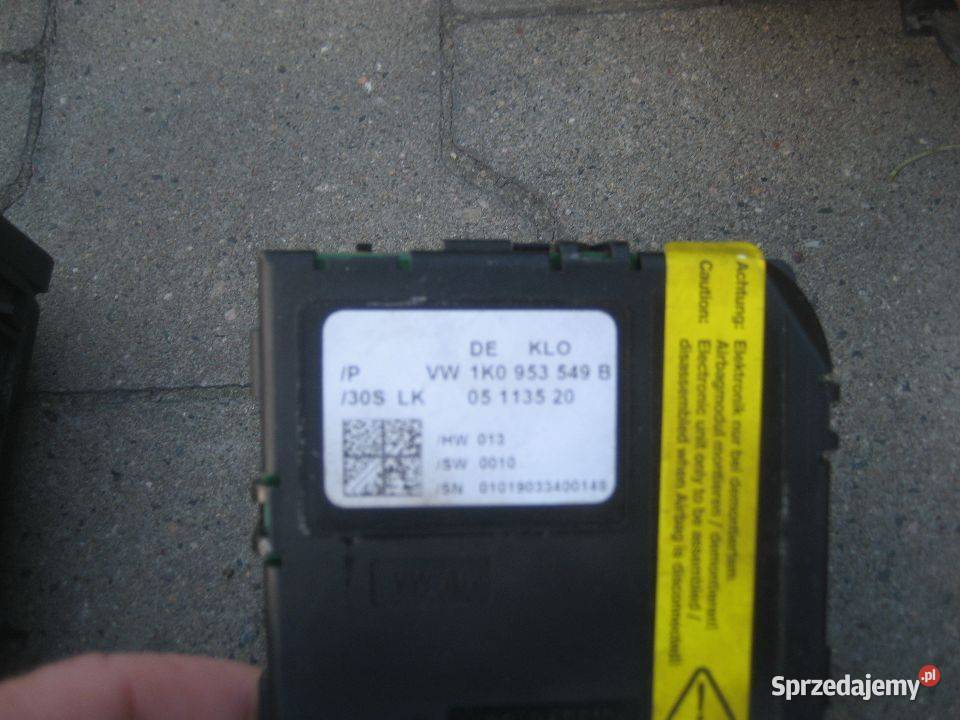 DE KLO
/P VW 1K0 953 549 B
/30S LK 05 1135 20
/HW 013
/SW 0010
/SN 01019033400148
Achtung: Elektronik nur bei demontiertem
Airbagmodul montieren / demontieren!
Caution: Electronic unit only to be assembled /
disassembled when Airbag is disconnected!
Sprzedajemy.pl